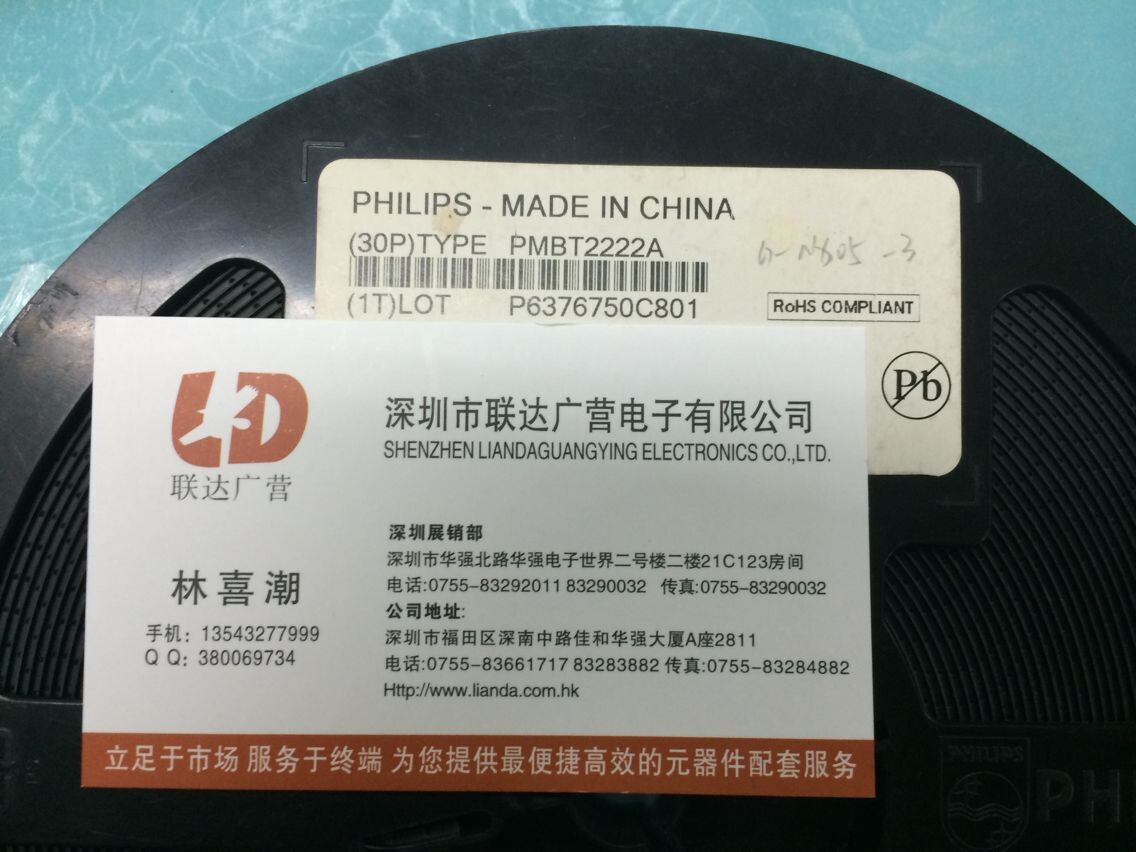 PHILIPS - MADE IN CHINA
(30P)TYPE PMBT2222A
(1T)LOT P6376750C801
RoHS COMPLIANT
Pb
LD
联达广营
深圳市联达广营电子有限公司
SHENZHEN LIANDAGUANGYING ELECTRONICS CO.,LTD.
林喜潮
手机：13543277999
Q Q：380069734
深圳展销部
深圳市华强北路华强电子世界二号楼二楼21C123房间
电话:0755-83292011 83290032 传真:0755-83290032
公司地址:
深圳市福田区深南中路佳和华强大厦A座2811
电话:0755-83661717 83283882 传真:0755-83284882
Http://www.lianda.com.hk
立足于市场 服务于终端 为您提供最便捷高效的元器件配套服务
PHILIPS
PH